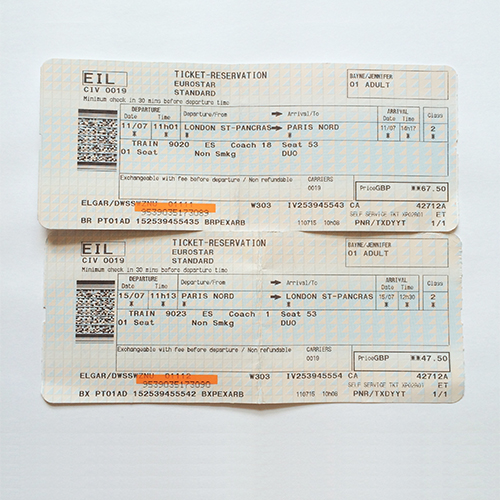 EIL
CIV 0019
TICKET-RESERVATION
EUROSTAR
STANDARD
BAYNE/JENNIFER
01 ADULT
Minimum check in 30 mins before departure time
DEPARTURE
Date Time Departure/From → Arrival/To
ARRIVAL
Date Time
Class
11/07 11h01 LONDON ST-PANCRAS → PARIS NORD 11/07 14h17 2
* * * * * * *
TRAIN 9020 ES Coach 18 Seat 53
01 Seat Non Smkg DUO
Exchangeable with fee before departure / Non refundable
CARRIERS
0019
PriceGBP **67.50
ELGAR/DWSSWZNU 01111 W303 IV253945543 CA 42712A
9539035173089
SELF SERVICE TKT XP02B01 ET
BR PT01AD 152539455435 BRPEXARB 110715 10h08 PNR/TXDYYT 1/1
EIL
CIV 0019
TICKET-RESERVATION
EUROSTAR
STANDARD
BAYNE/JENNIFER
01 ADULT
Minimum check in 30 mins before departure time
DEPARTURE
Date Time Departure/From → Arrival/To
ARRIVAL
Date Time
Class
15/07 11h13 PARIS NORD → LONDON ST-PANCRAS 15/07 12h30 2
* * * * * * *
TRAIN 9023 ES Coach 1 Seat 53
01 Seat Non Smkg DUO
Exchangeable with fee before departure / Non refundable
CARRIERS
0019
PriceGBP **47.50
ELGAR/DWSSWZNU 01112 W303 IV253945554 CA 42712A
9539035173090
SELF SERVICE TKT XP02B01 ET
BX PT01AD 152539455542 BXPEXARB 110715 10h08 PNR/TXDYYT 1/1